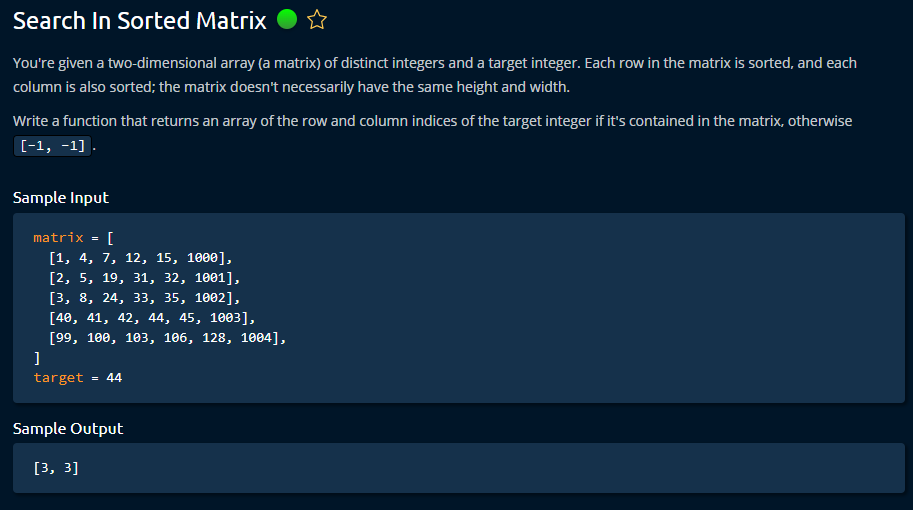 Search In Sorted Matrix
You're given a two-dimensional array (a matrix) of distinct integers and a target integer. Each row in the matrix is sorted, and each
column is also sorted; the matrix doesn't necessarily have the same height and width.
Write a function that returns an array of the row and column indices of the target integer if it's contained in the matrix, otherwise
[-1, -1] .
Sample Input
matrix = [
  [1, 4, 7, 12, 15, 1000],
  [2, 5, 19, 31, 32, 1001],
  [3, 8, 24, 33, 35, 1002],
  [40, 41, 42, 44, 45, 1003],
  [99, 100, 103, 106, 128, 1004],
]
target = 44
Sample Output
[3, 3]